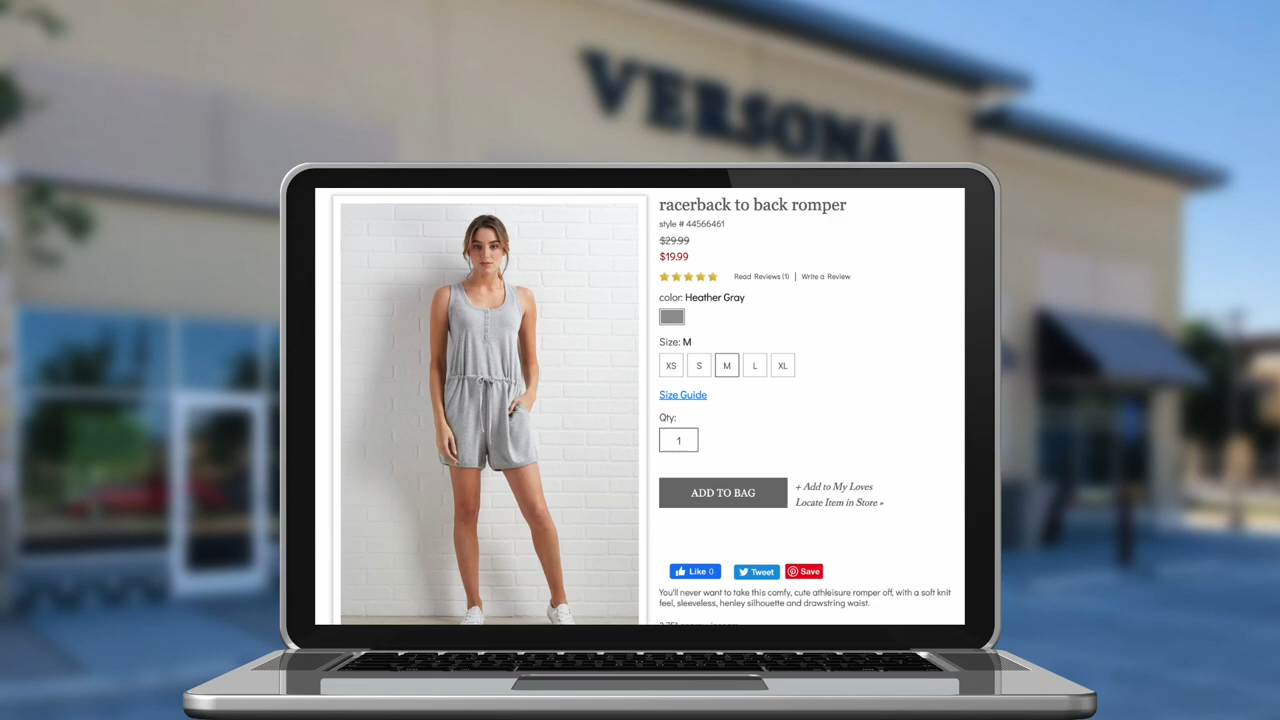 VERSONA
racerback to back romper
style # 44566461
$29.99
$19.99
Read Reviews (1) | Write a Review
color: Heather Gray
Size: M
XS S M L XL
Size Guide
Qty:
1
ADD TO BAG
+ Add to My Loves
Locate Item in Store »
Like 0 Tweet Save
You'll never want to take this comfy, cute athleisure romper off, with a soft knit
feel, sleeveless, henley silhouette and drawstring waist.